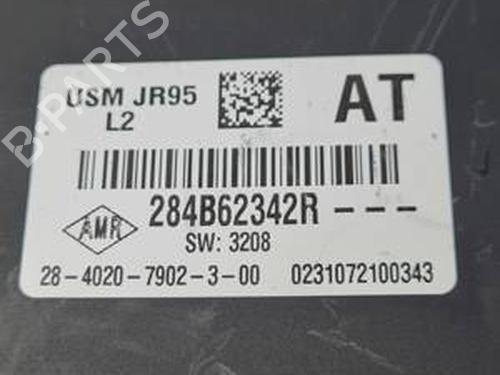 USM JR95 AT
L2
284B62342R---
AMR
SW: 3208
28-4020-7902-3-00 0231072100343
B-PARTS